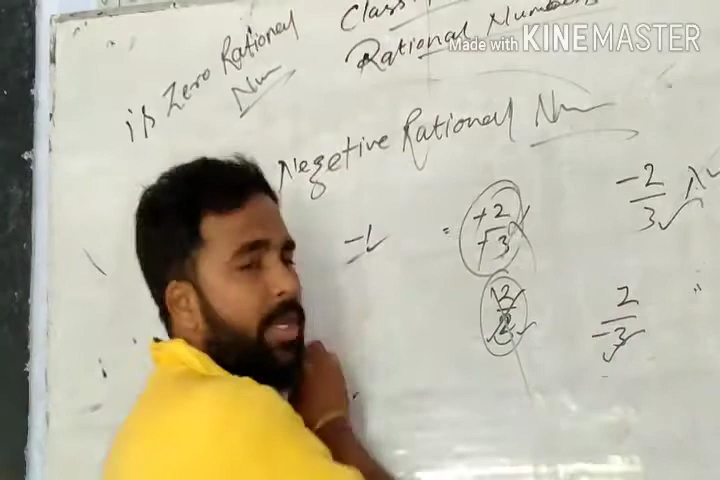 Class
Rational Numbers
Made with KINEMASTER
is Zero Rational
Num
Negetive Rational Num
-2
3
+2
+3
2
-3